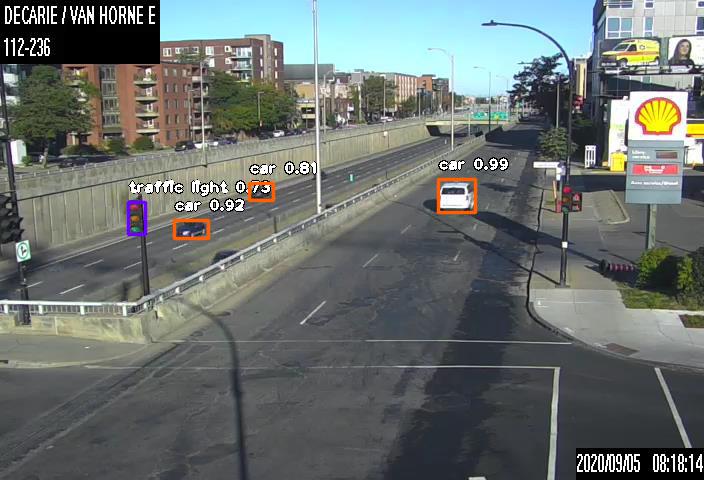 DECARIE / VAN HORNE E
112-236
car 0.81
car 0.99
traffic light 0.73
car 0.92
2020/09/05 08:18:14